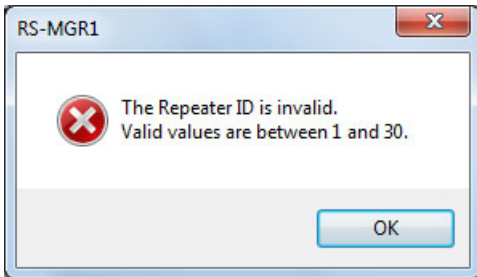 RS-MGR1
The Repeater ID is invalid.
Valid values are between 1 and 30.
OK